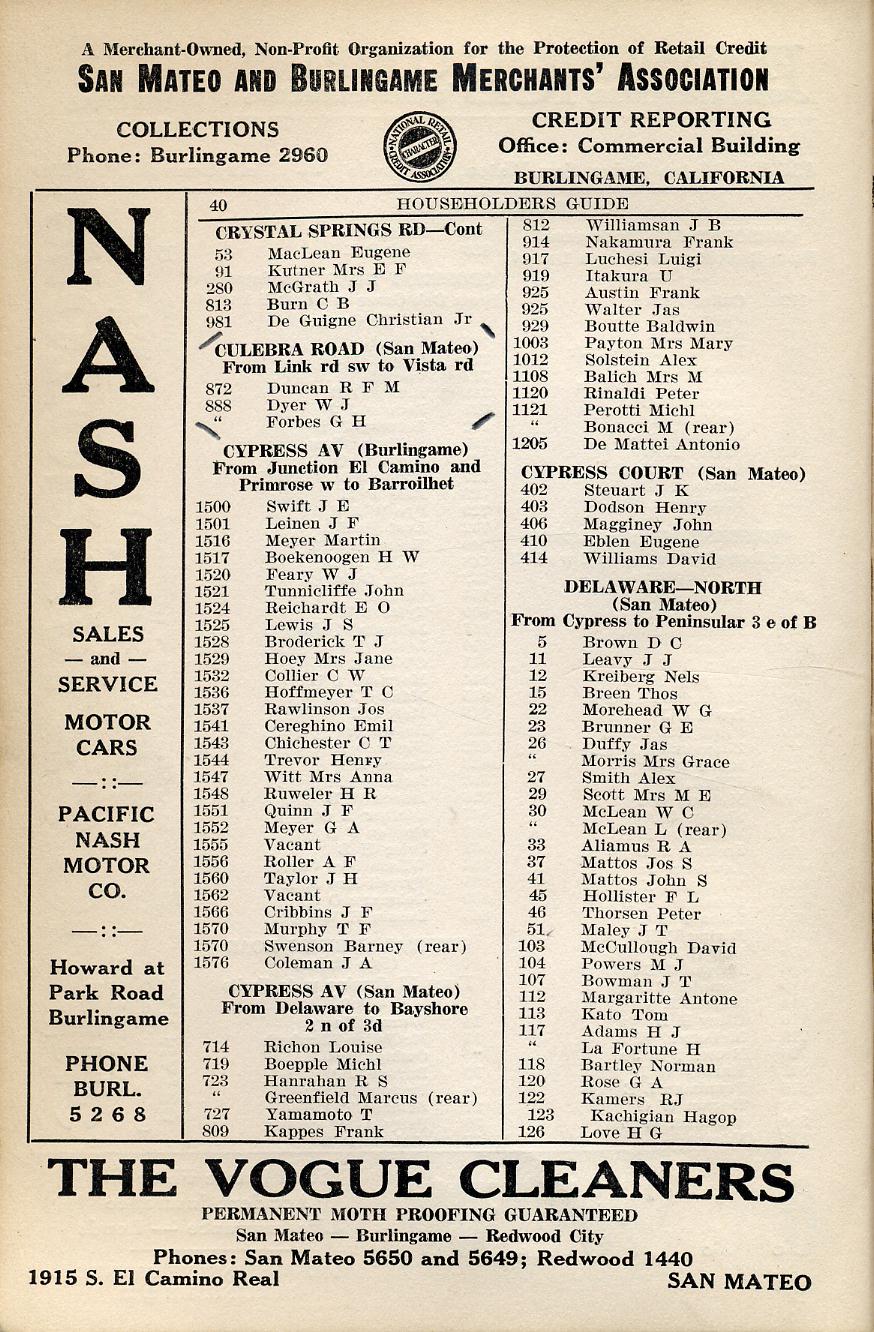 A Merchant-Owned, Non-Profit Organization for the Protection of Retail Credit
SAN MATEO AND BURLINGAME MERCHANTS' ASSOCIATION
COLLECTIONS
Phone: Burlingame 2960
NATIONAL RETAIL
CHARACTER
CREDIT ASSOCIATION
CREDIT REPORTING
Office: Commercial Building
BURLINGAME, CALIFORNIA
N
A
S
H
SALES
— and —
SERVICE
MOTOR
CARS
—::—
PACIFIC
NASH
MOTOR
CO.
—::—
Howard at
Park Road
Burlingame
PHONE
BURL.
5 2 6 8
40 HOUSEHOLDERS GUIDE
CRYSTAL SPRINGS RD—Cont
53 MacLean Eugene
91 Kutner Mrs E F
280 McGrath J J
813 Burn C B
981 De Guigne Christian Jr
CULEBRA ROAD (San Mateo)
From Link rd sw to Vista rd
872 Duncan R F M
888 Dyer W J
“ Forbes G H
CYPRESS AV (Burlingame)
From Junction El Camino and
Primrose w to Barroilhet
1500 Swift J E
1501 Leinen J F
1516 Meyer Martin
1517 Boekenoogen H W
1520 Feary W J
1521 Tunnicliffe John
1524 Reichardt E O
1525 Lewis J S
1528 Broderick T J
1529 Hoey Mrs Jane
1532 Collier C W
1536 Hoffmeyer T C
1537 Rawlinson Jos
1541 Cereghino Emil
1543 Chichester C T
1544 Trevor Henry
1547 Witt Mrs Anna
1548 Ruweler H R
1551 Quinn J F
1552 Meyer G A
1555 Vacant
1556 Roller A F
1560 Taylor J H
1562 Vacant
1566 Cribbins J F
1570 Murphy T F
1570 Swenson Barney (rear)
1576 Coleman J A
CYPRESS AV (San Mateo)
From Delaware to Bayshore
2 n of 3d
714 Richon Louise
719 Boepple Michl
723 Hanrahan R S
“ Greenfield Marcus (rear)
727 Yamamoto T
809 Kappes Frank
812 Williamsan J B
914 Nakamura Frank
917 Luchesi Luigi
919 Itakura U
925 Austin Frank
925 Walter Jas
929 Boutte Baldwin
1003 Payton Mrs Mary
1012 Solstein Alex
1108 Balich Mrs M
1120 Rinaldi Peter
1121 Perotti Michl
“ Bonacci M (rear)
1205 De Mattei Antonio
CYPRESS COURT (San Mateo)
402 Steuart J K
403 Dodson Henry
406 Magginey John
410 Eblen Eugene
414 Williams David
DELAWARE—NORTH
(San Mateo)
From Cypress to Peninsular 3 e of B
5 Brown D C
11 Leavy J J
12 Kreiberg Nels
15 Breen Thos
22 Morehead W G
23 Brunner G E
26 Duffy Jas
“ Morris Mrs Grace
27 Smith Alex
29 Scott Mrs M E
30 McLean W C
“ McLean L (rear)
33 Aliamus R A
37 Mattos Jos S
41 Mattos John S
45 Hollister F L
46 Thorsen Peter
51 Maley J T
103 McCullough David
104 Powers M J
107 Bowman J T
112 Margaritte Antone
113 Kato Tom
117 Adams H J
“ La Fortune H
118 Bartley Norman
120 Rose G A
122 Kamers RJ
123 Kachigian Hagop
126 Love H G
THE VOGUE CLEANERS
PERMANENT MOTH PROOFING GUARANTEED
San Mateo — Burlingame — Redwood City
Phones: San Mateo 5650 and 5649; Redwood 1440
1915 S. El Camino Real SAN MATEO